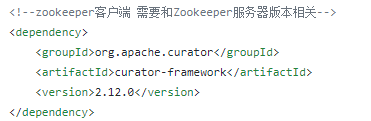 <!--zookeeper客户端 需要和Zookeeper服务器版本相关-->
<dependency>
    <groupId>org.apache.curator</groupId>
    <artifactId>curator-framework</artifactId>
    <version>2.12.0</version>
</dependency>